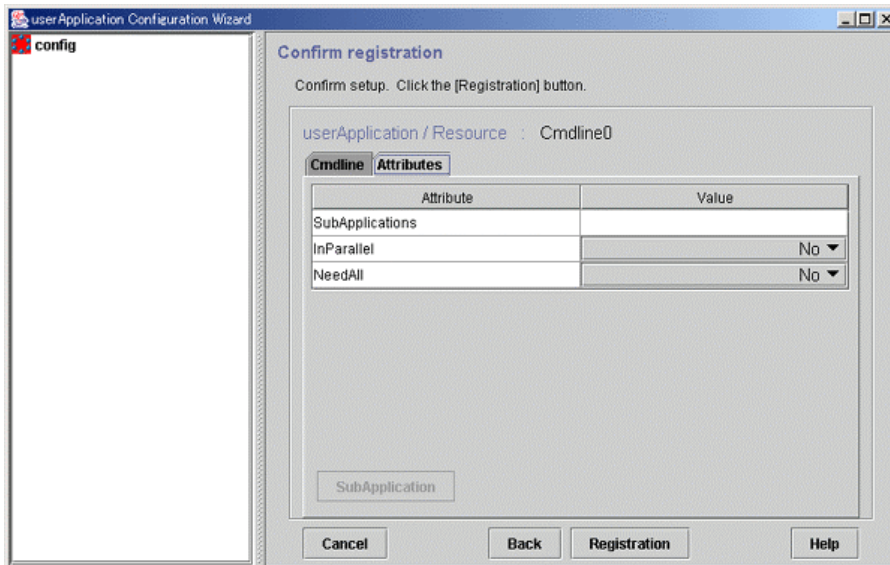 userApplication Configuration Wizard
config
Confirm registration
Confirm setup. Click the [Registration] button.
userApplication / Resource : Cmdline0
Cmdline Attributes
Attribute Value
SubApplications
InParallel No
NeedAll No
SubApplication
Cancel Back Registration Help